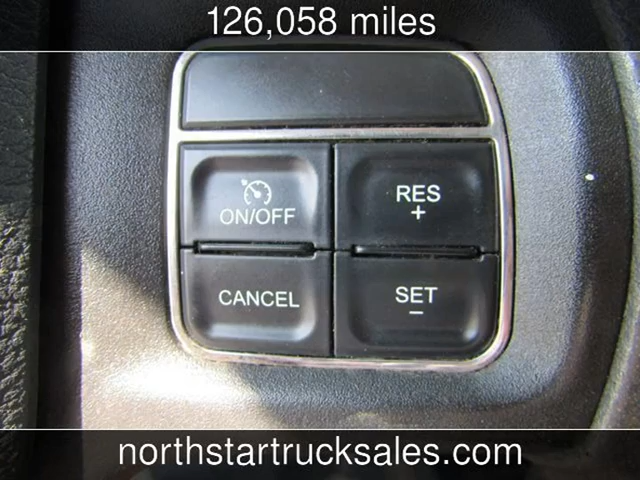 126,058 miles
ON/OFF
RES
+
CANCEL
SET
-
northstartrucksales.com